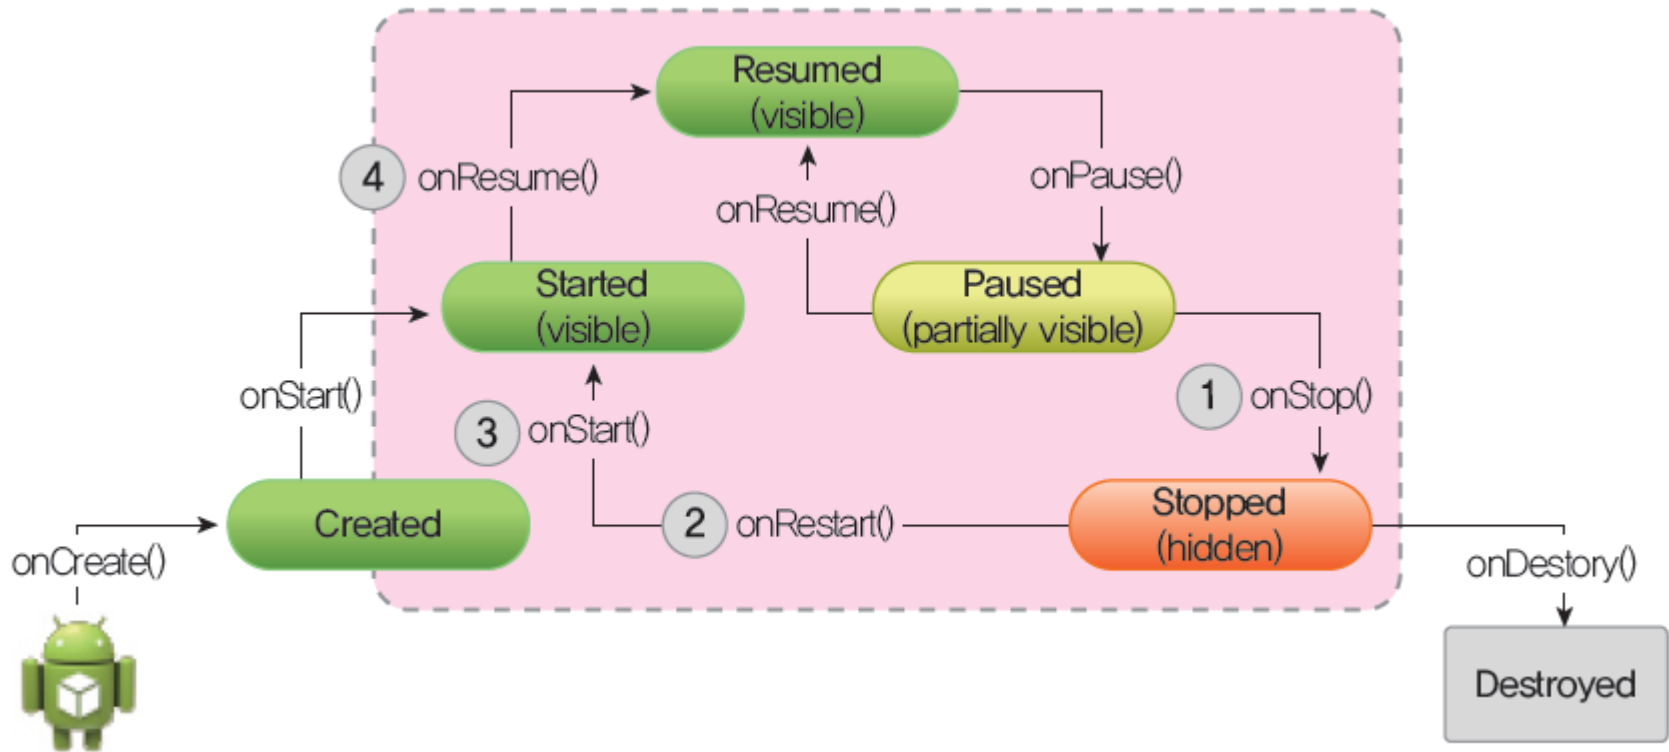 Resumed
(visible)
4
onResume()
onPause()
onResume()
Started
(visible)
Paused
(partially visible)
onStart()
3
onStart()
1
onStop()
Created
2
onRestart()
Stopped
(hidden)
onCreate()
onDestory()
Destroyed